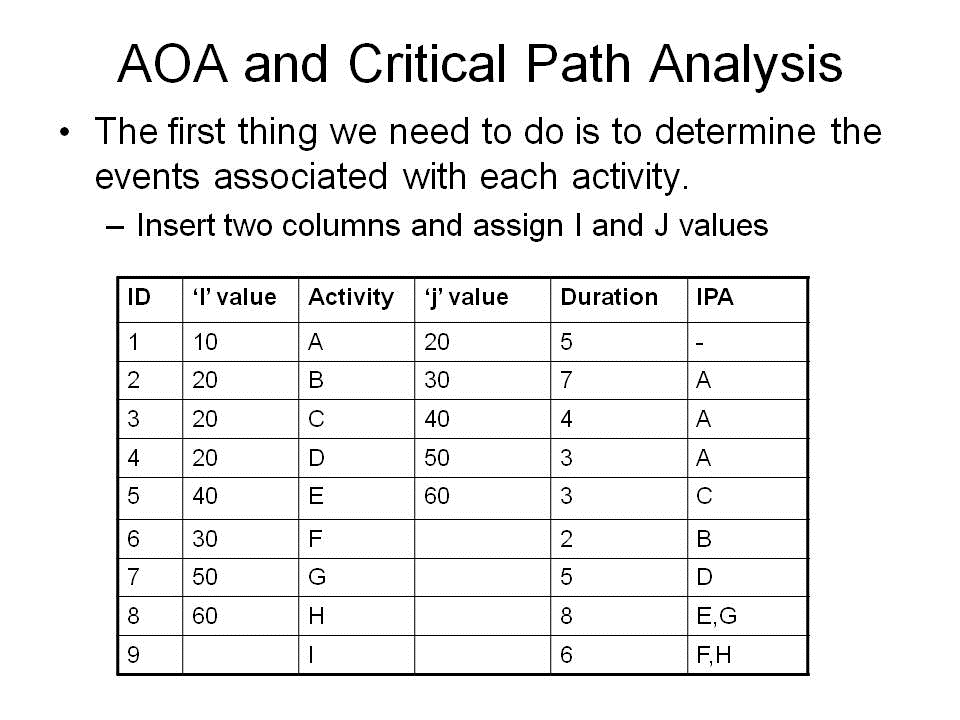 AOA and Critical Path Analysis
• The first thing we need to do is to determine the
events associated with each activity.
– Insert two columns and assign I and J values
ID ‘I’ value Activity ‘j’ value Duration IPA
1 10 A 20 5 -
2 20 B 30 7 A
3 20 C 40 4 A
4 20 D 50 3 A
5 40 E 60 3 C
6 30 F 2 B
7 50 G 5 D
8 60 H 8 E,G
9 I 6 F,H